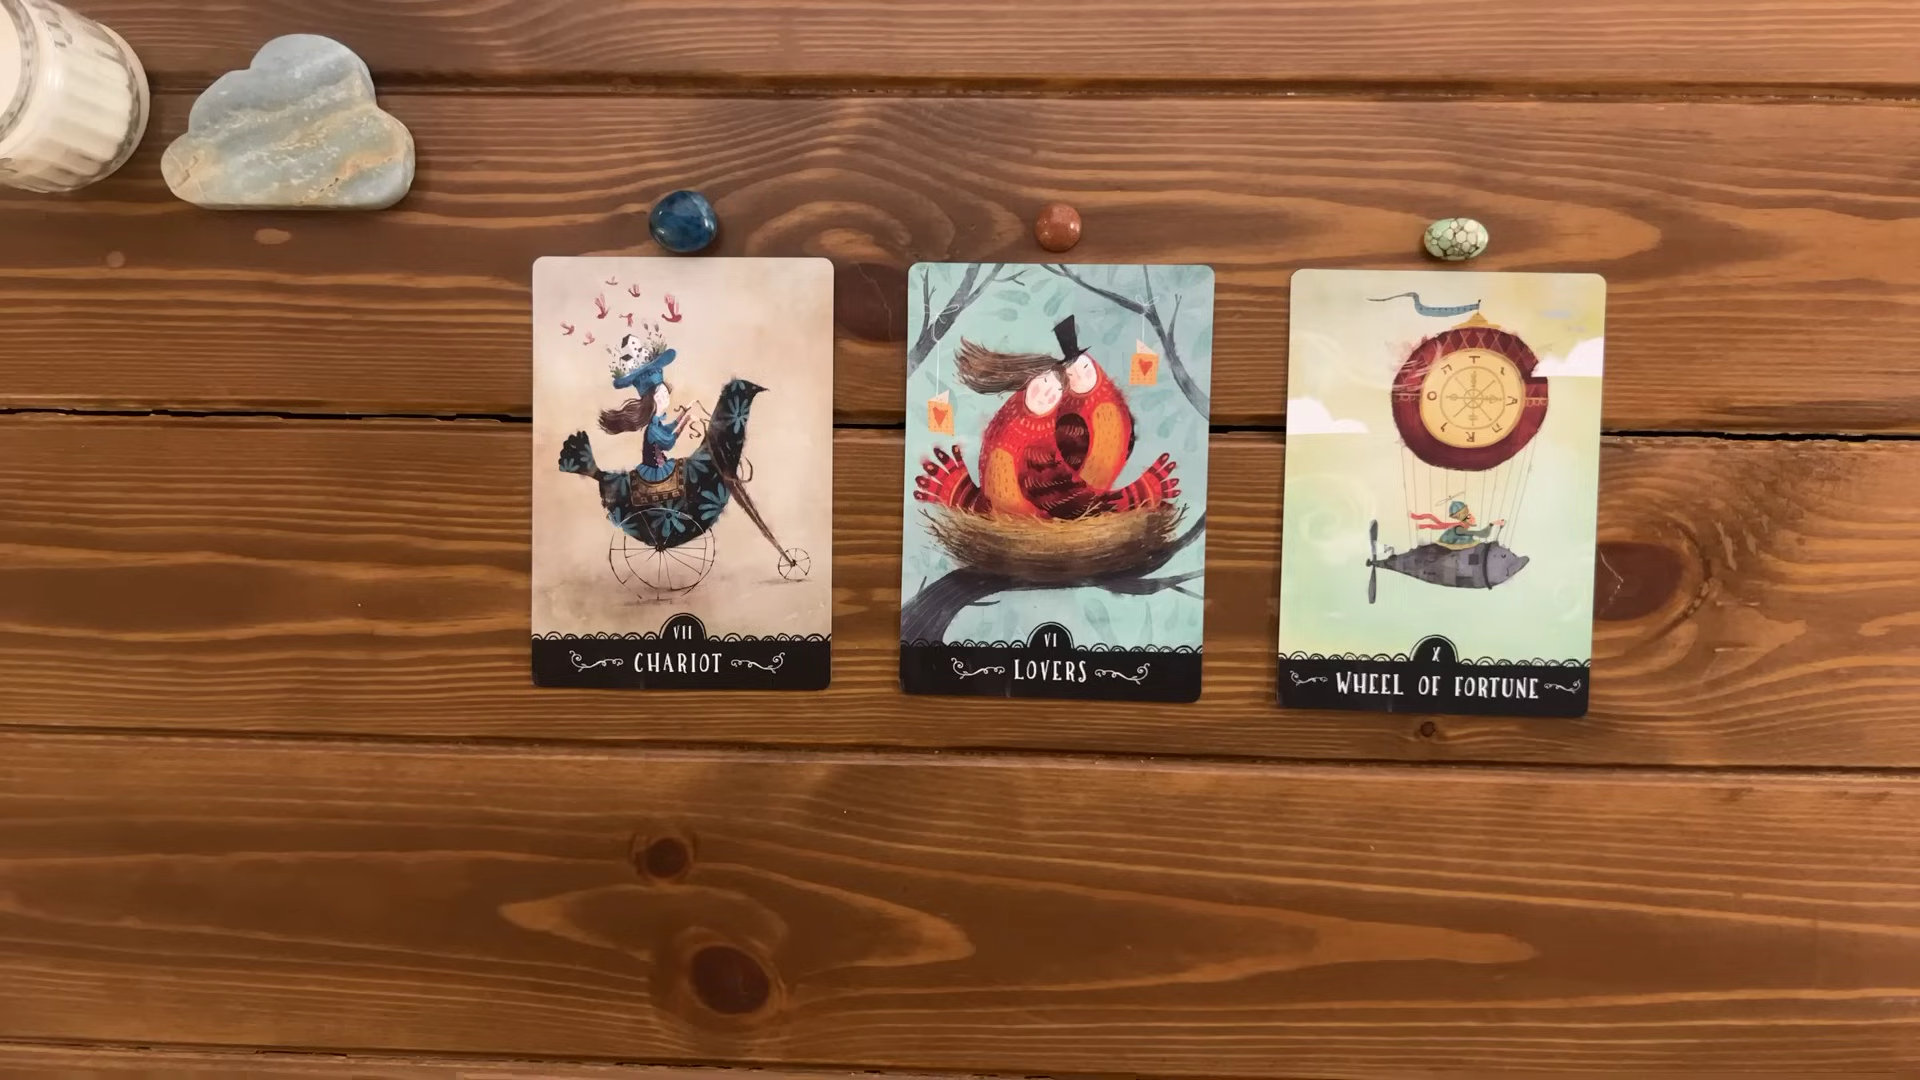 VII
CHARIOT
VI
LOVERS
X
WHEEL OF FORTUNE